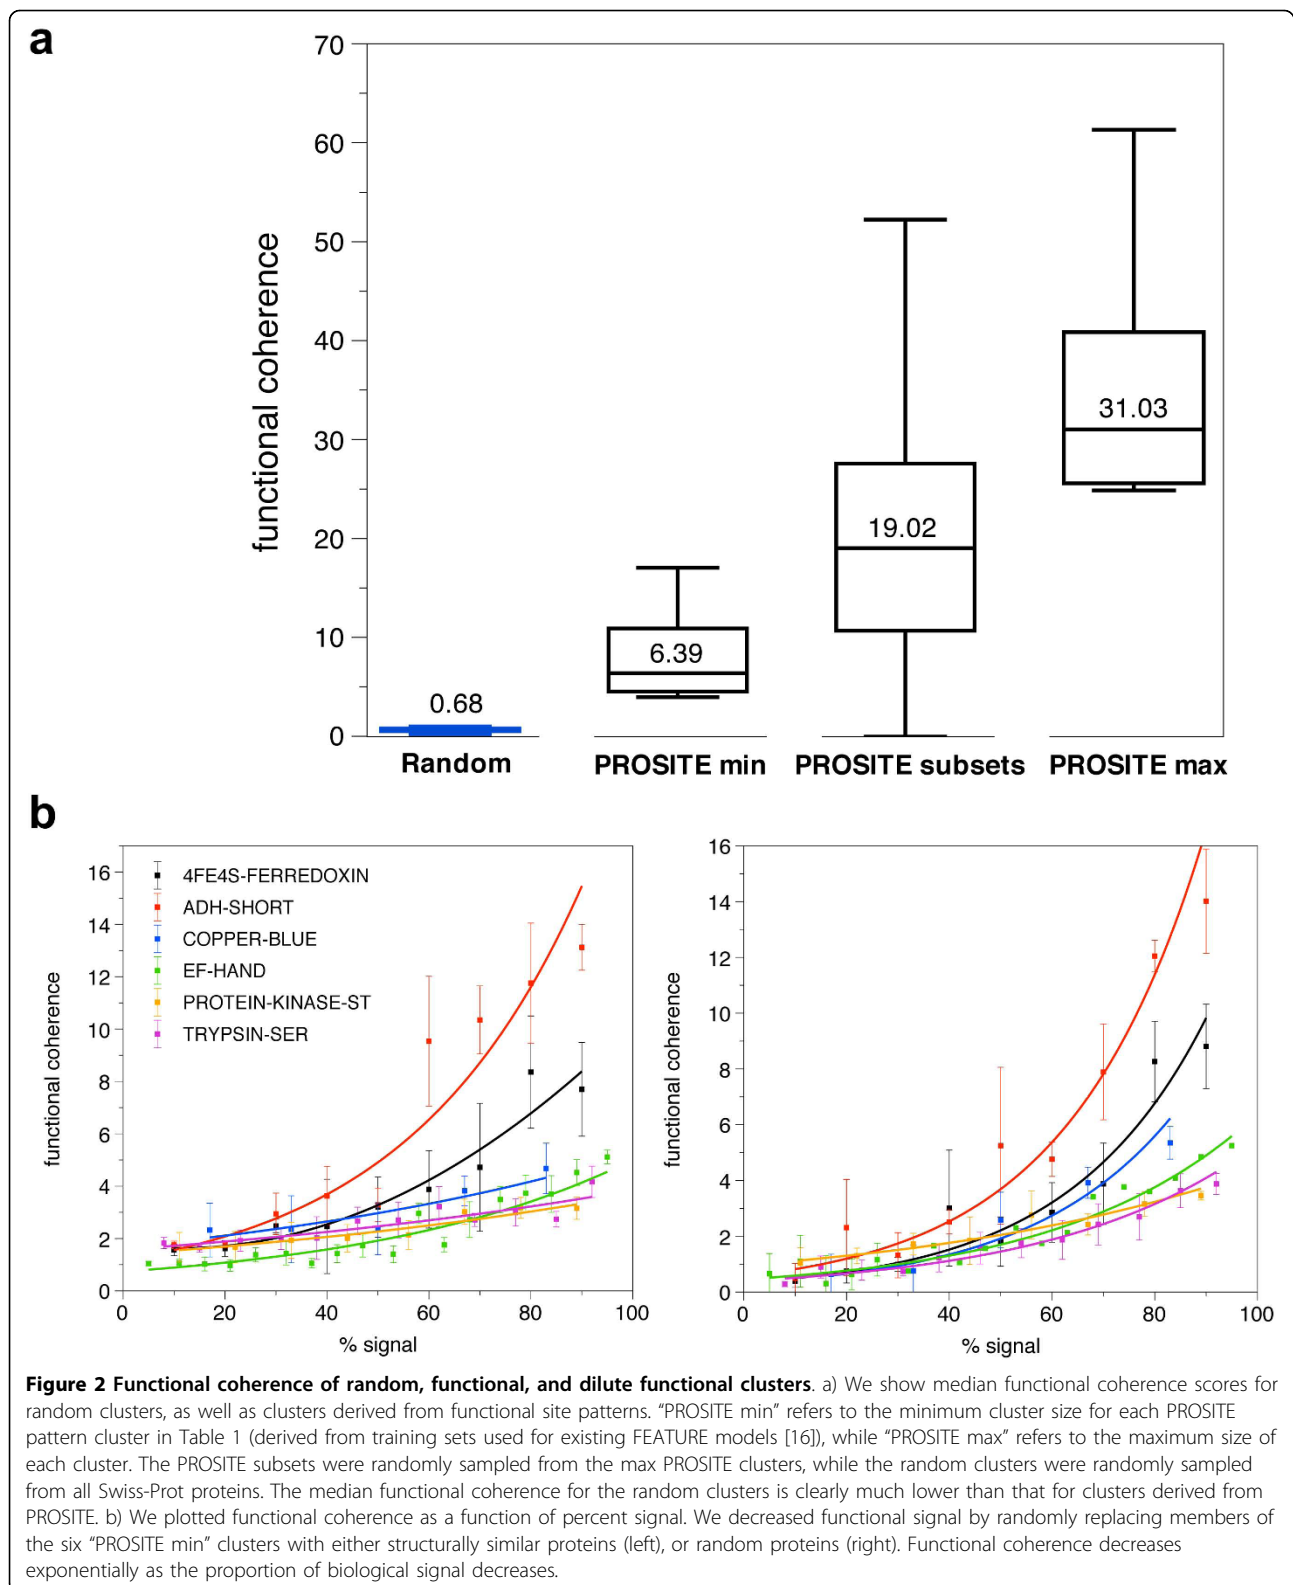 a
70
60
50
40
30
20
10
0
functional coherence
0.68
6.39
19.02
31.03
Random
PROSITE min
PROSITE subsets
PROSITE max
b
16
14
12
10
8
6
4
2
0
functional coherence
4FE4S-FERREDOXIN
ADH-SHORT
COPPER-BLUE
EF-HAND
PROTEIN-KINASE-ST
TRYPSIN-SER
0 20 40 60 80 100
% signal
16
14
12
10
8
6
4
2
0
functional coherence
0 20 40 60 80 100
% signal
Figure 2 Functional coherence of random, functional, and dilute functional clusters. a) We show median functional coherence scores for
random clusters, as well as clusters derived from functional site patterns. “PROSITE min” refers to the minimum cluster size for each PROSITE
pattern cluster in Table 1 (derived from training sets used for existing FEATURE models [16]), while “PROSITE max” refers to the maximum size of
each cluster. The PROSITE subsets were randomly sampled from the max PROSITE clusters, while the random clusters were randomly sampled
from all Swiss-Prot proteins. The median functional coherence for the random clusters is clearly much lower than that for clusters derived from
PROSITE. b) We plotted functional coherence as a function of percent signal. We decreased functional signal by randomly replacing members of
the six “PROSITE min” clusters with either structurally similar proteins (left), or random proteins (right). Functional coherence decreases
exponentially as the proportion of biological signal decreases.